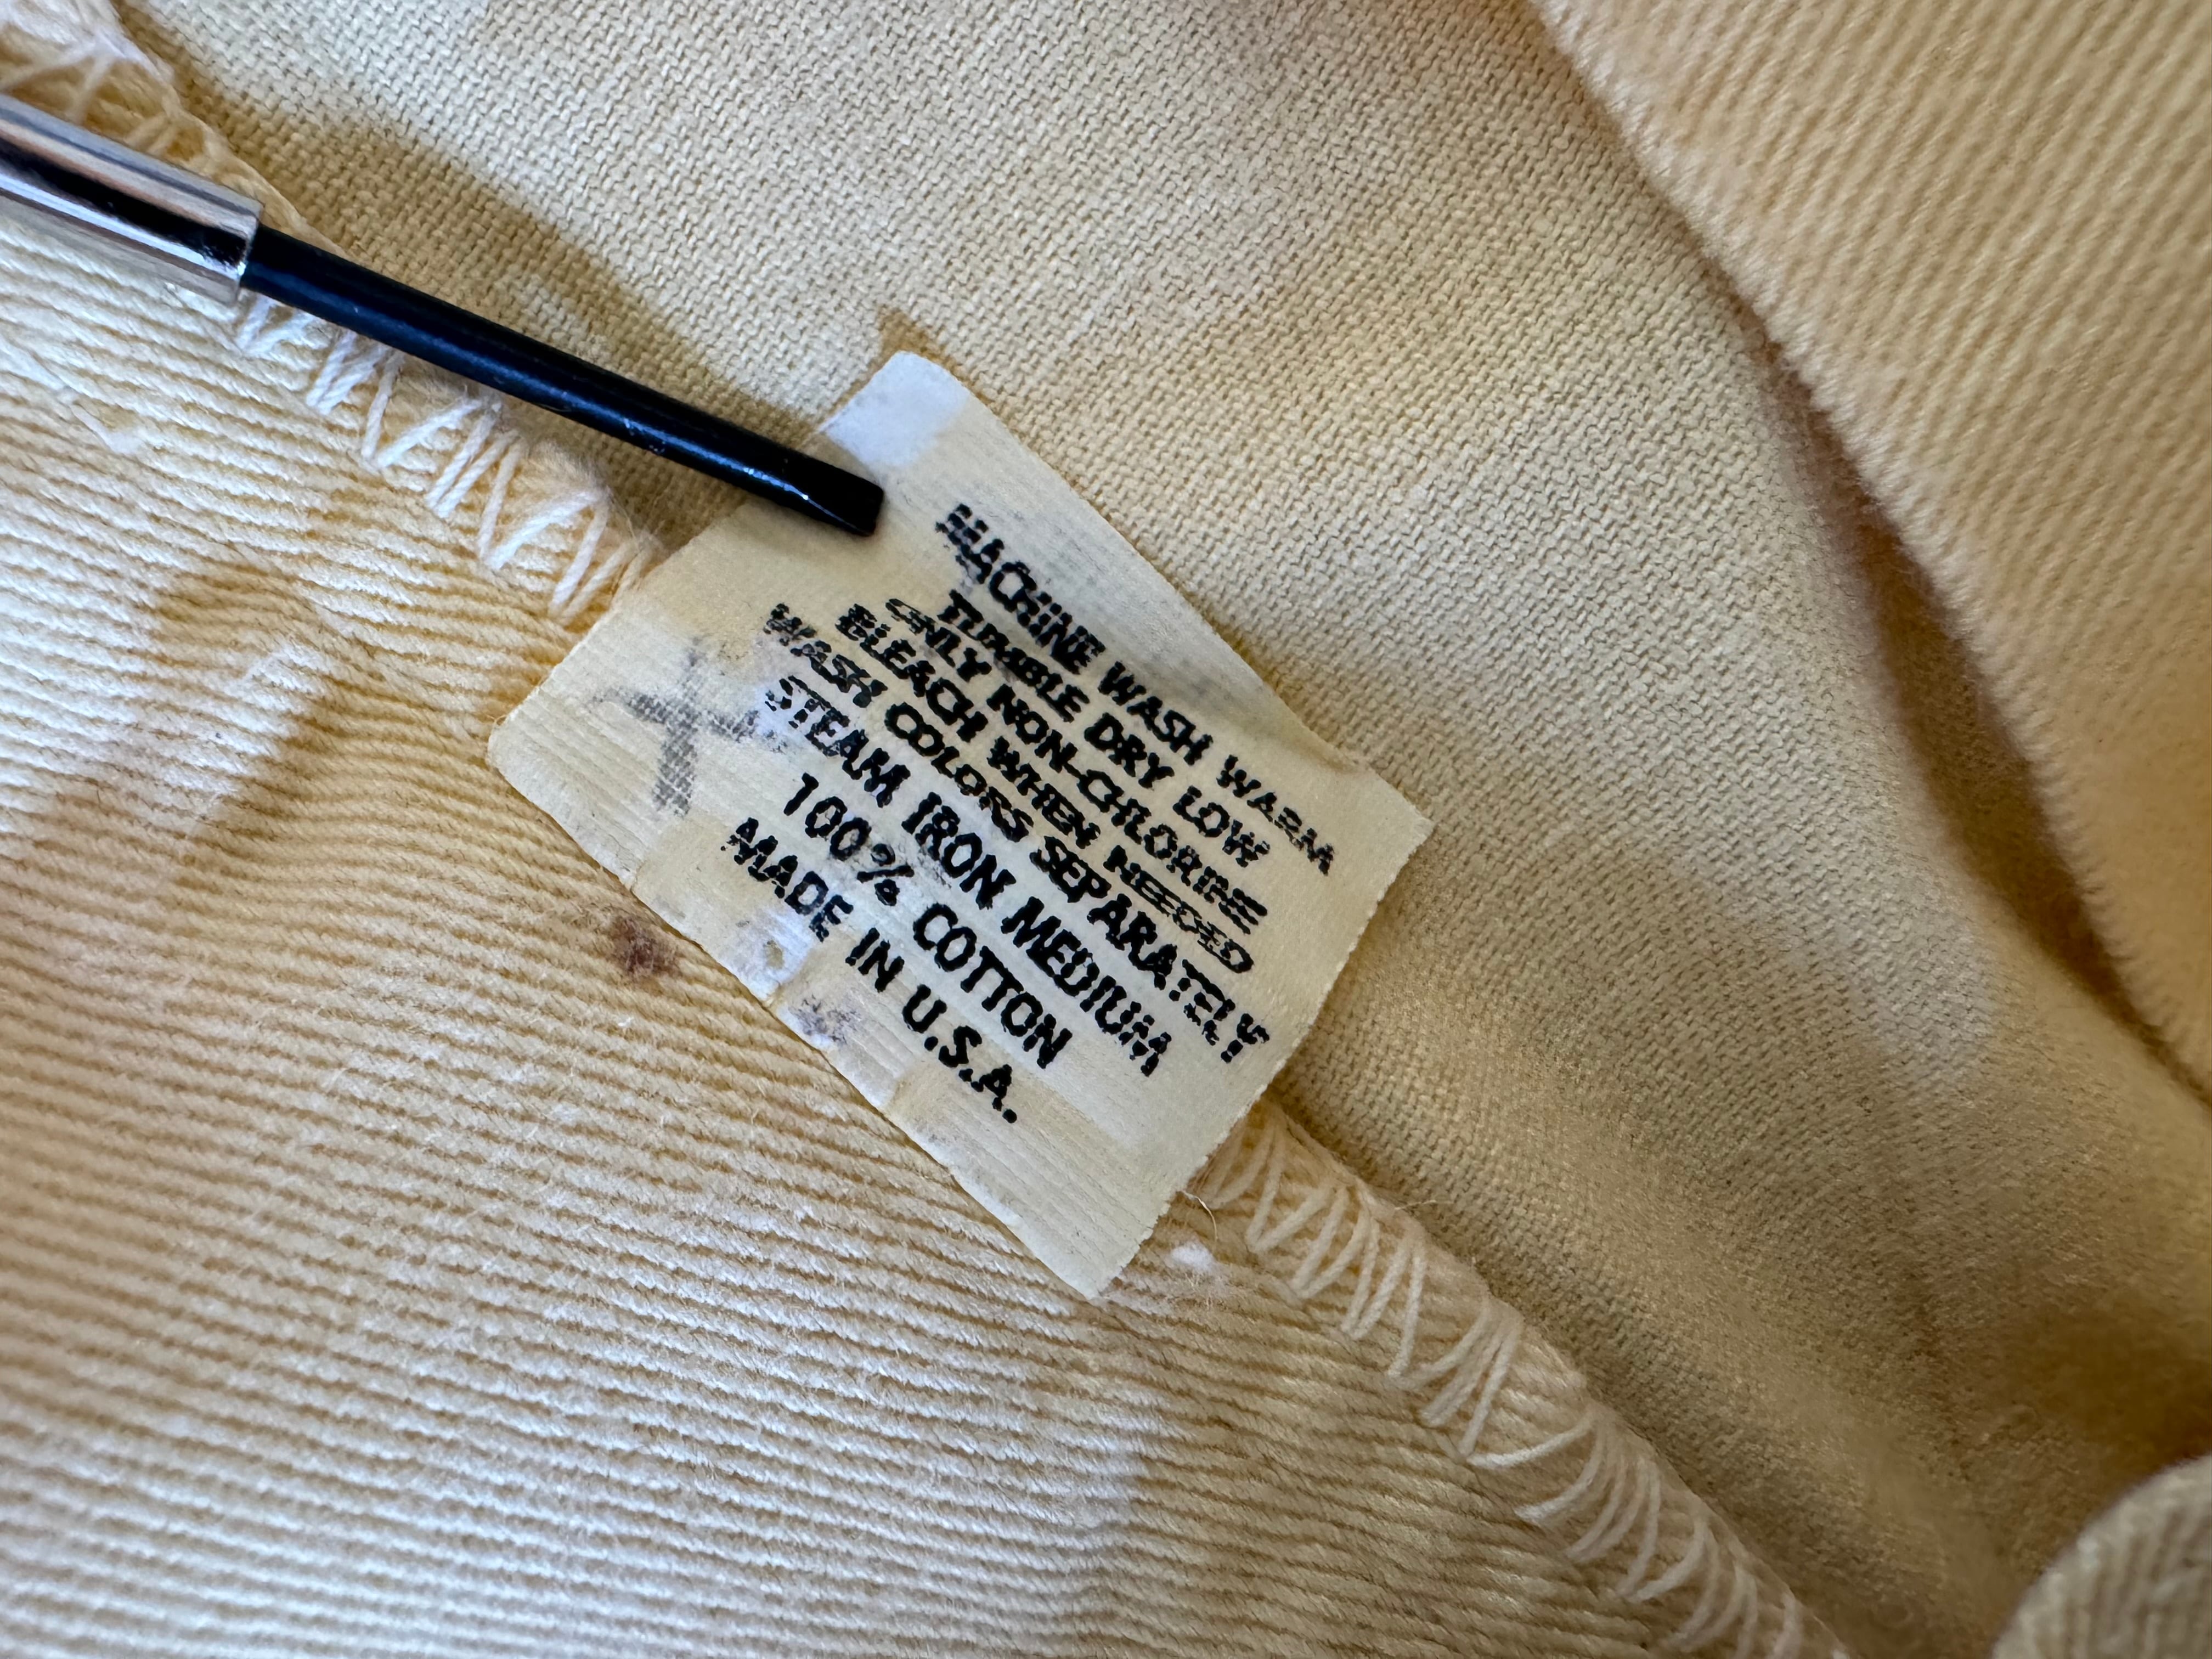 MACHINE WASH WARM
TUMBLE DRY LOW
ONLY NON-CHLORINE
BLEACH WHEN NEEDED
WASH COLORS SEPARATELY
STEAM IRON MEDIUM
100% COTTON
MADE IN U.S.A.